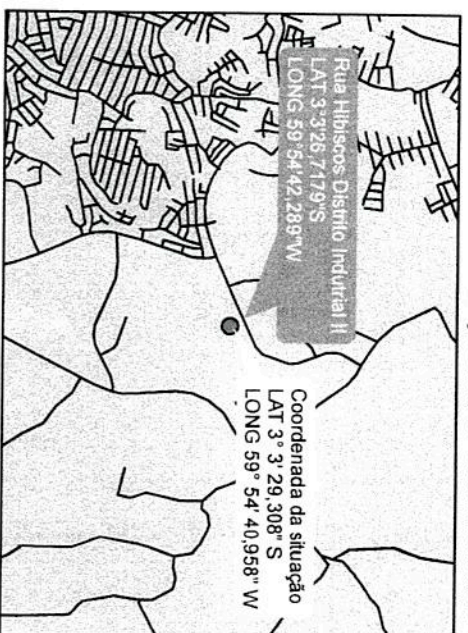 Rua Hibiscos Distrito Indutrial II
LAT 3°3'26,7179"S
LONG 59°54'42,289"W
Coordenada da situação
LAT 3° 3' 29,308" S
LONG 59° 54' 40,958" W